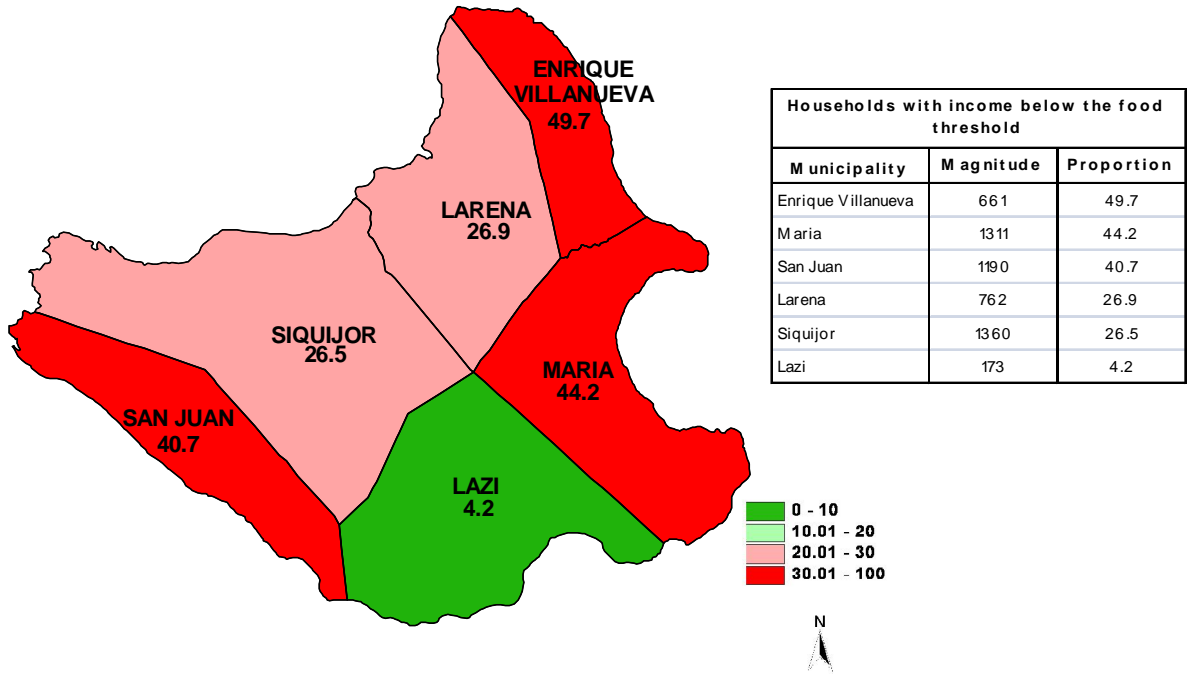 ENRIQUE
VILLANUEVA
49.7
LARENA
26.9
SIQUIJOR
26.5
MARIA
44.2
SAN JUAN
40.7
LAZI
4.2
Households with income below the food
threshold
Municipality Magnitude Proportion
Enrique Villanueva 661 49.7
Maria 1311 44.2
San Juan 1190 40.7
Larena 762 26.9
Siquijor 1360 26.5
Lazi 173 4.2
0 - 10
10.01 - 20
20.01 - 30
30.01 - 100
N